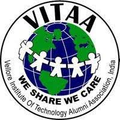 VITAA
Vellore Institute Of Technology Alumni Association, India
WE SHARE WE CARE